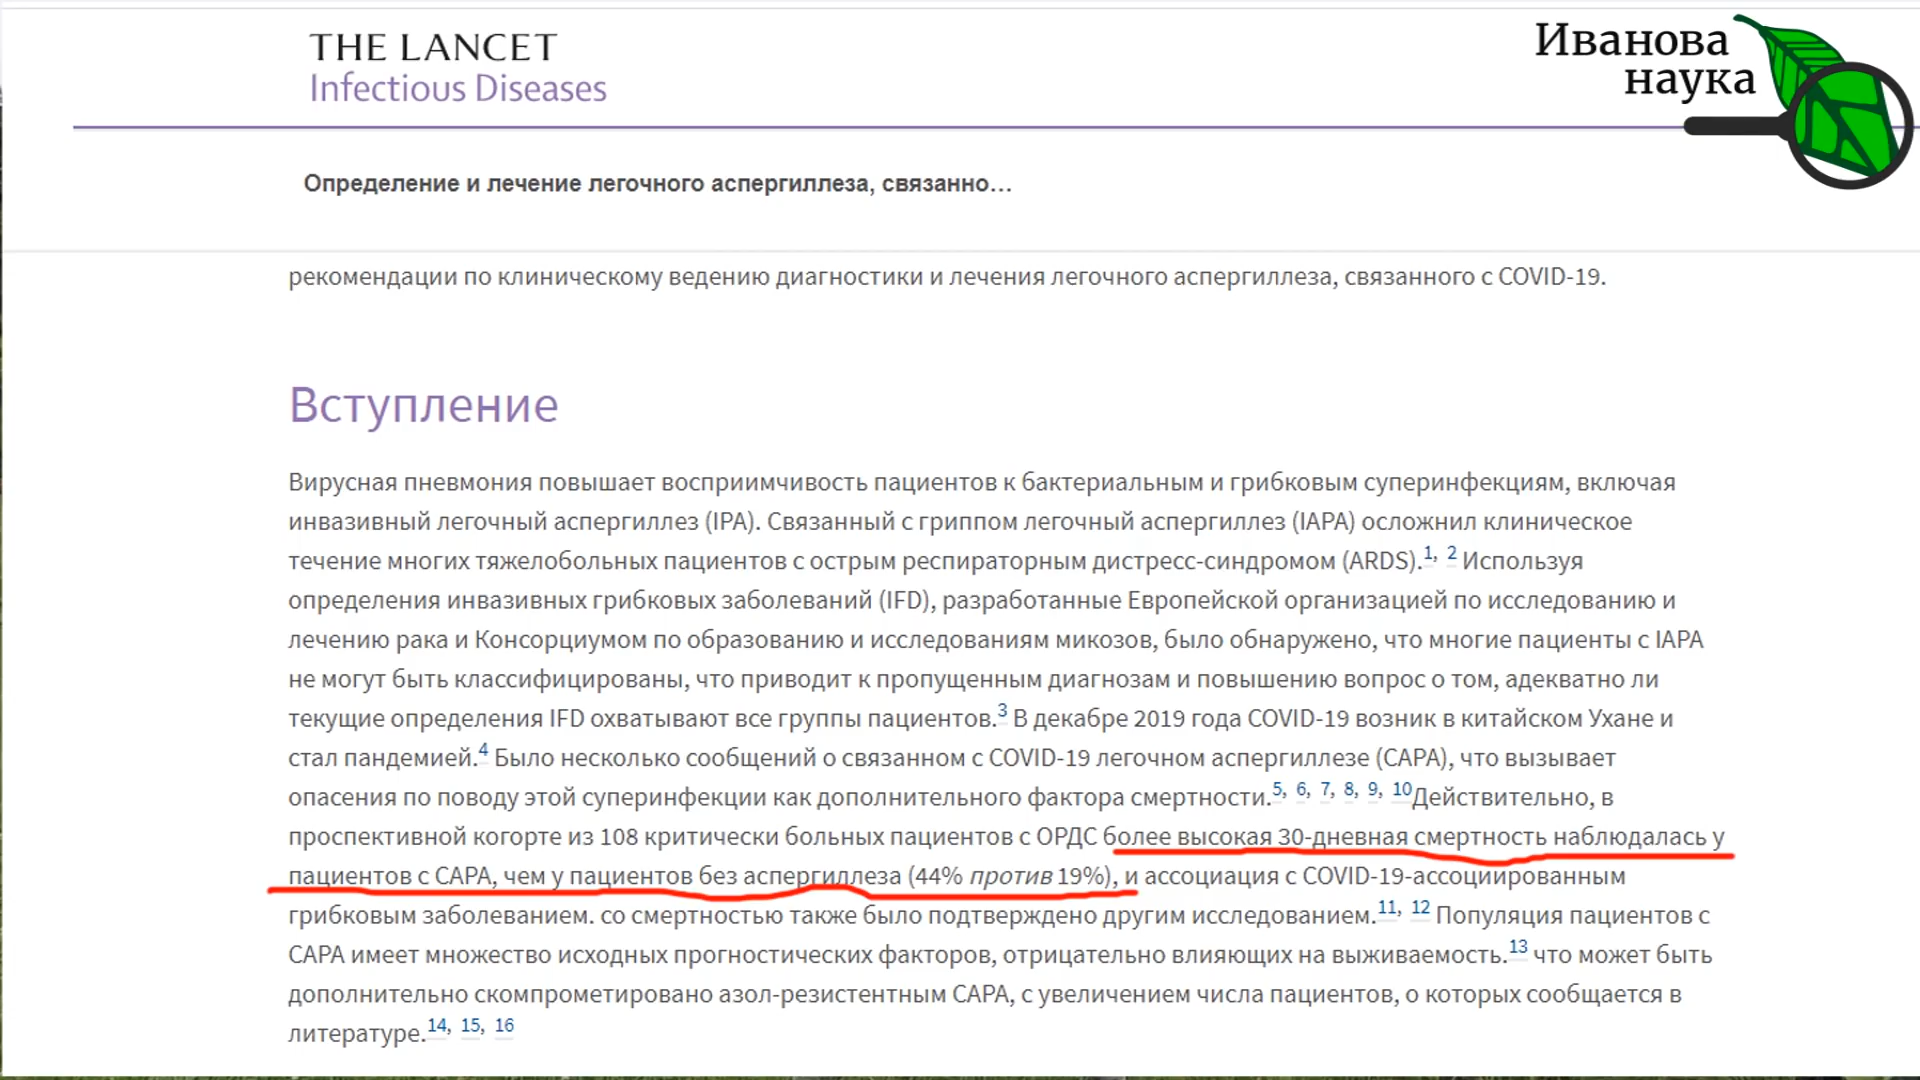 THE LANCET
Infectious Diseases
Иванова
наука
Определение и лечение легочного аспергиллеза, связанно…
рекомендации по клиническому ведению диагностики и лечения легочного аспергиллеза, связанного с COVID-19.
Вступление
Вирусная пневмония повышает восприимчивость пациентов к бактериальным и грибковым суперинфекциям, включая
инвазивный легочный аспергиллез (IPA). Связанный с гриппом легочный аспергиллез (IAPA) осложнил клиническое
течение многих тяжелобольных пациентов с острым респираторным дистресс-синдромом (ARDS).1, 2 Используя
определения инвазивных грибковых заболеваний (IFD), разработанные Европейской организацией по исследованию и
лечению рака и Консорциумом по образованию и исследованиям микозов, было обнаружено, что многие пациенты с IAPA
не могут быть классифицированы, что приводит к пропущенным диагнозам и повышению вопрос о том, адекватно ли
текущие определения IFD охватывают все группы пациентов.3 В декабре 2019 года COVID-19 возник в китайском Ухане и
стал пандемией.4 Было несколько сообщений о связанном с COVID-19 легочном аспергиллезе (CAPA), что вызывает
опасения по поводу этой суперинфекции как дополнительного фактора смертности.5, 6, 7, 8, 9, 10Действительно, в
проспективной когорте из 108 критически больных пациентов с ОРДС более высокая 30-дневная смертность наблюдалась у
пациентов с CAPA, чем у пациентов без аспергиллеза (44% против 19%), и ассоциация с COVID-19-ассоциированным
грибковым заболеванием. со смертностью также было подтверждено другим исследованием.11, 12 Популяция пациентов с
CAPA имеет множество исходных прогностических факторов, отрицательно влияющих на выживаемость.13 что может быть
дополнительно скомпрометировано азол-резистентным CAPA, с увеличением числа пациентов, о которых сообщается в
литературе.14, 15, 16